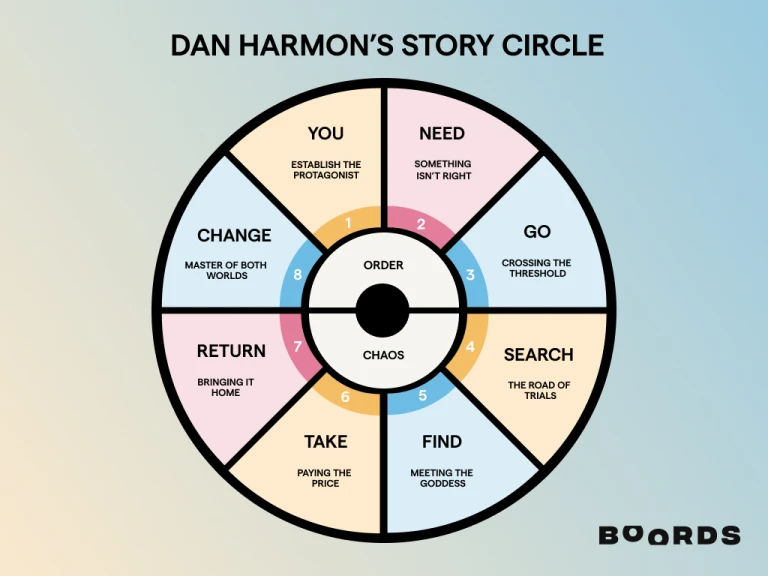 DAN HARMON'S STORY CIRCLE
YOU
ESTABLISH THE
PROTAGONIST
1
NEED
SOMETHING
ISN'T RIGHT
2
GO
CROSSING THE
THRESHOLD
3
SEARCH
THE ROAD OF
TRIALS
4
FIND
MEETING THE
GODDESS
5
TAKE
PAYING THE
PRICE
6
RETURN
BRINGING IT
HOME
7
CHANGE
MASTER OF BOTH
WORLDS
8
ORDER
CHAOS
BOORDS